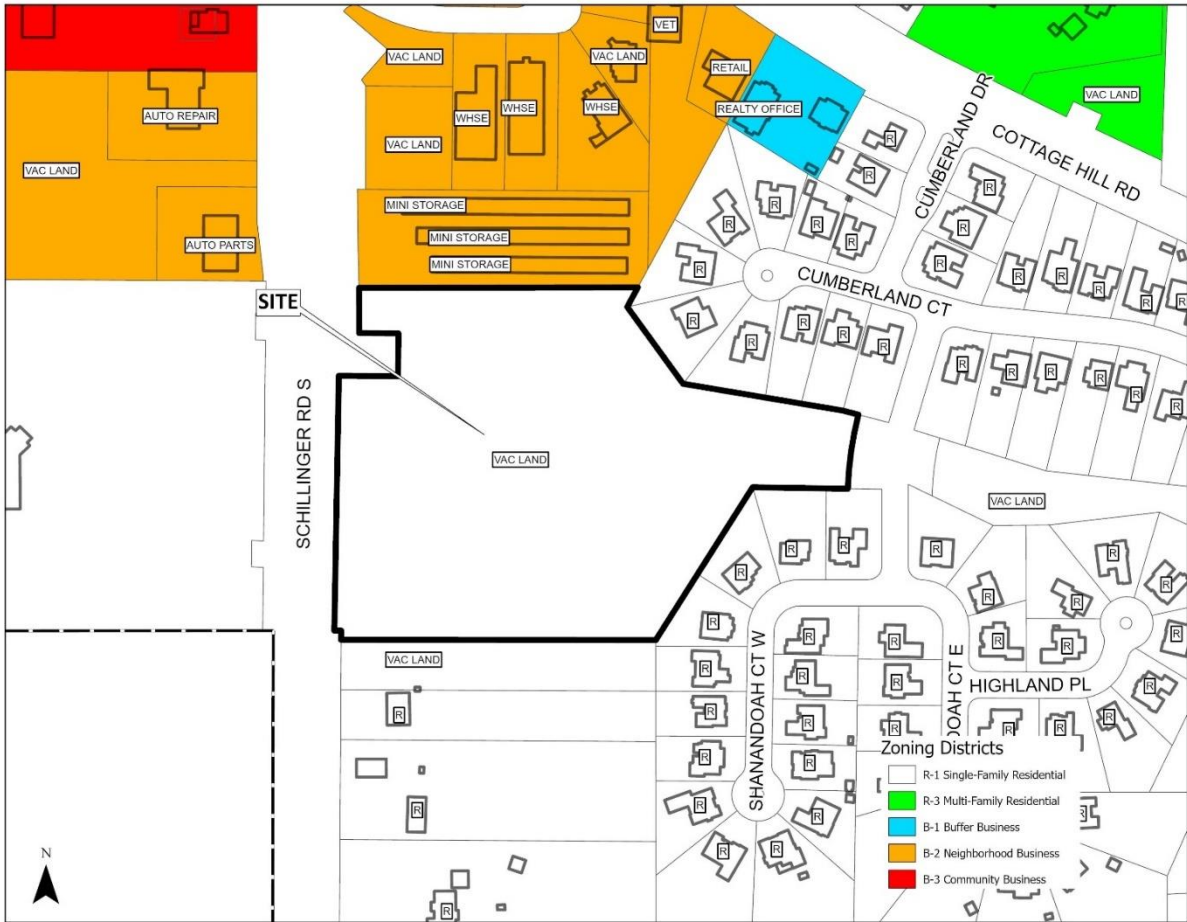 VET
VAC LAND
VAC LAND
RETAIL
VAC LAND
WHSE
WHSE
WHSE
REALTY OFFICE
AUTO REPAIR
CUMBERLAND DR
R
VAC LAND
COTTAGE HILL RD
VAC LAND
R
R
MINI STORAGE
R
R
R
R
MINI STORAGE
R
AUTO PARTS
MINI STORAGE
R
R
R
R
R
R
R
CUMBERLAND CT
SITE
R
R
R
R
R
R
R
R
R
R
R
SCHILLINGER RD S
VAC LAND
VAC LAND
R
R
R
R
R
R
R
R
R
R
R
R
R
R
VAC LAND
R
R
R
R
HIGHLAND PL
R
R
R
R
R
R
R
SHANANDOAH CT W
DOAH CT E
R
R
R
R
R
R
R
R
R
Zoning Districts
R-1 Single-Family Residential
R-3 Multi-Family Residential
B-1 Buffer Business
B-2 Neighborhood Business
B-3 Community Business
N